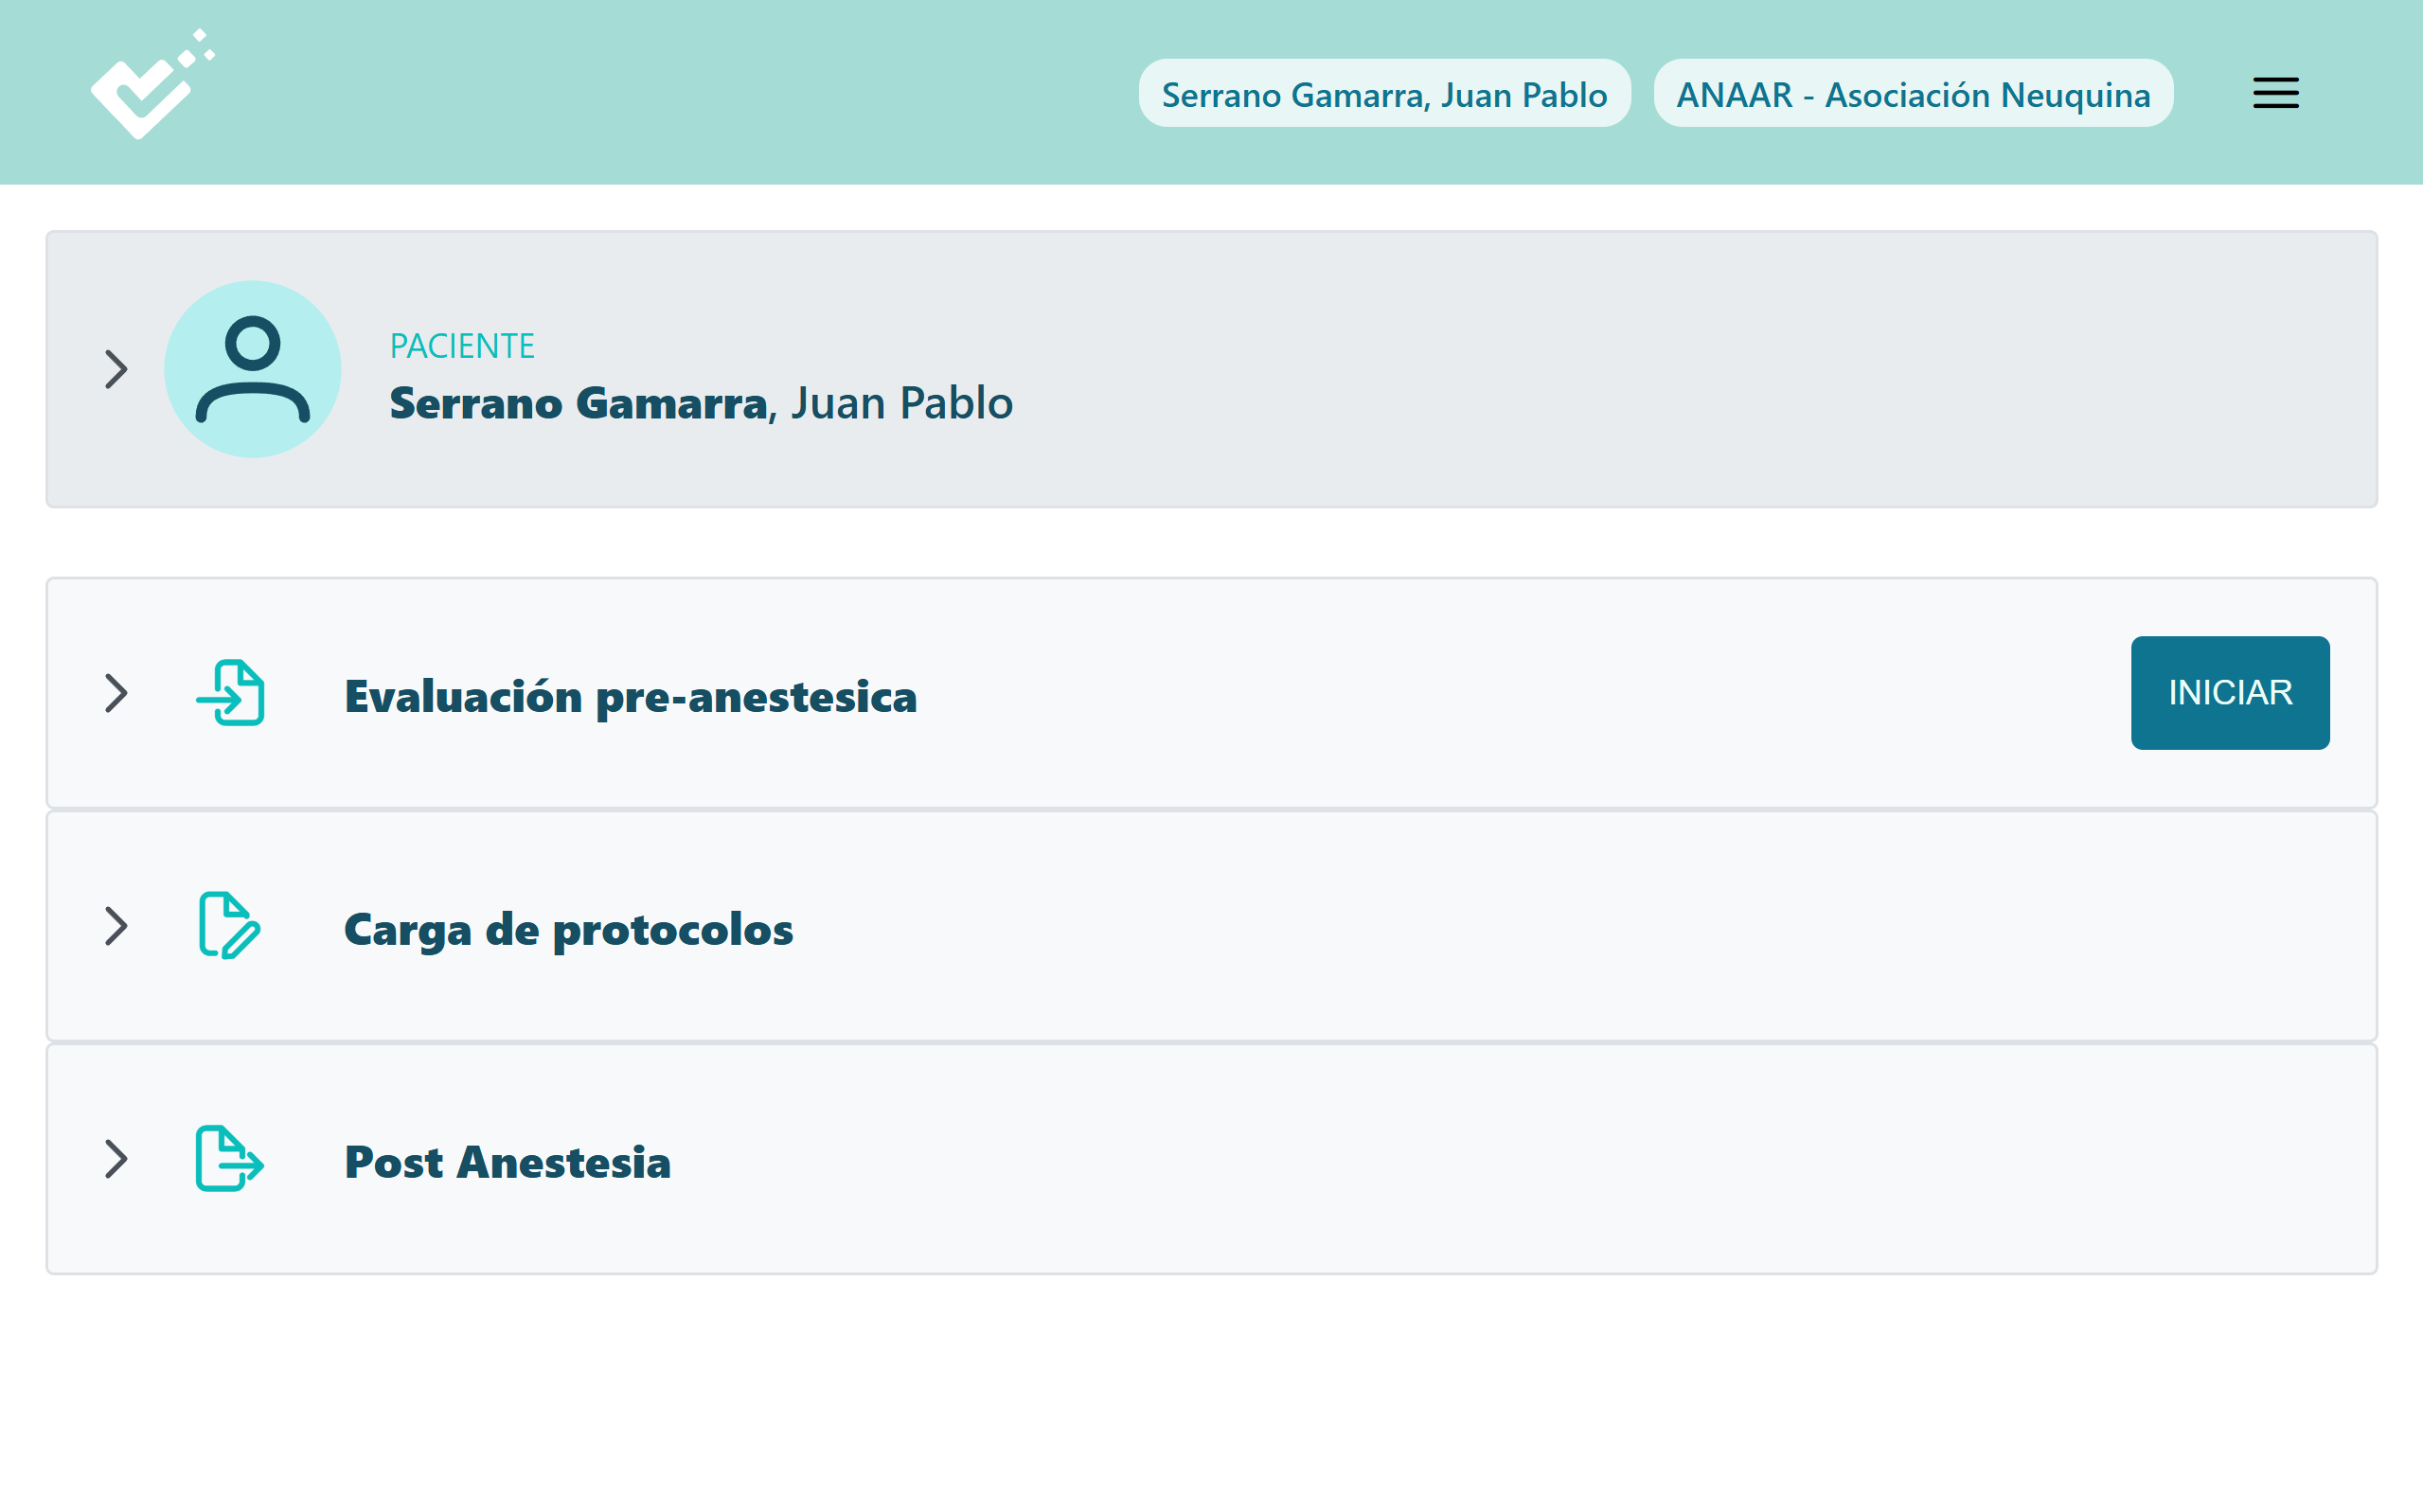 Serrano Gamarra, Juan Pablo
ANAAR - Asociación Neuquina
PACIENTE
Serrano Gamarra, Juan Pablo
Evaluación pre-anestesica
INICIAR
Carga de protocolos
Post Anestesia